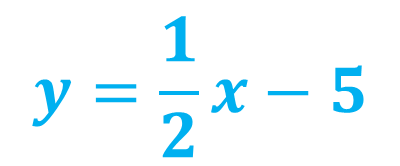 y = 1/2 x − 5